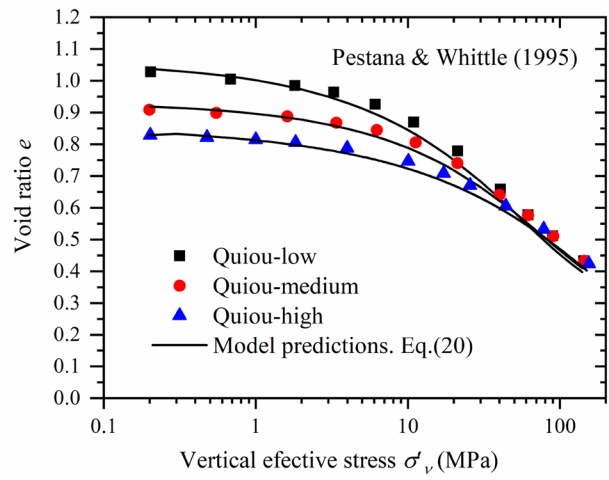 Pestana & Whittle (1995)
1.2
1.1
1.0
0.9
0.8
0.7
0.6
0.5
0.4
0.3
0.2
0.1
0.0
Void ratio e
Quiou-low
Quiou-medium
Quiou-high
Model predictions. Eq.(20)
0.1 1 10 100
Vertical efective stress σ'ᵥ (MPa)